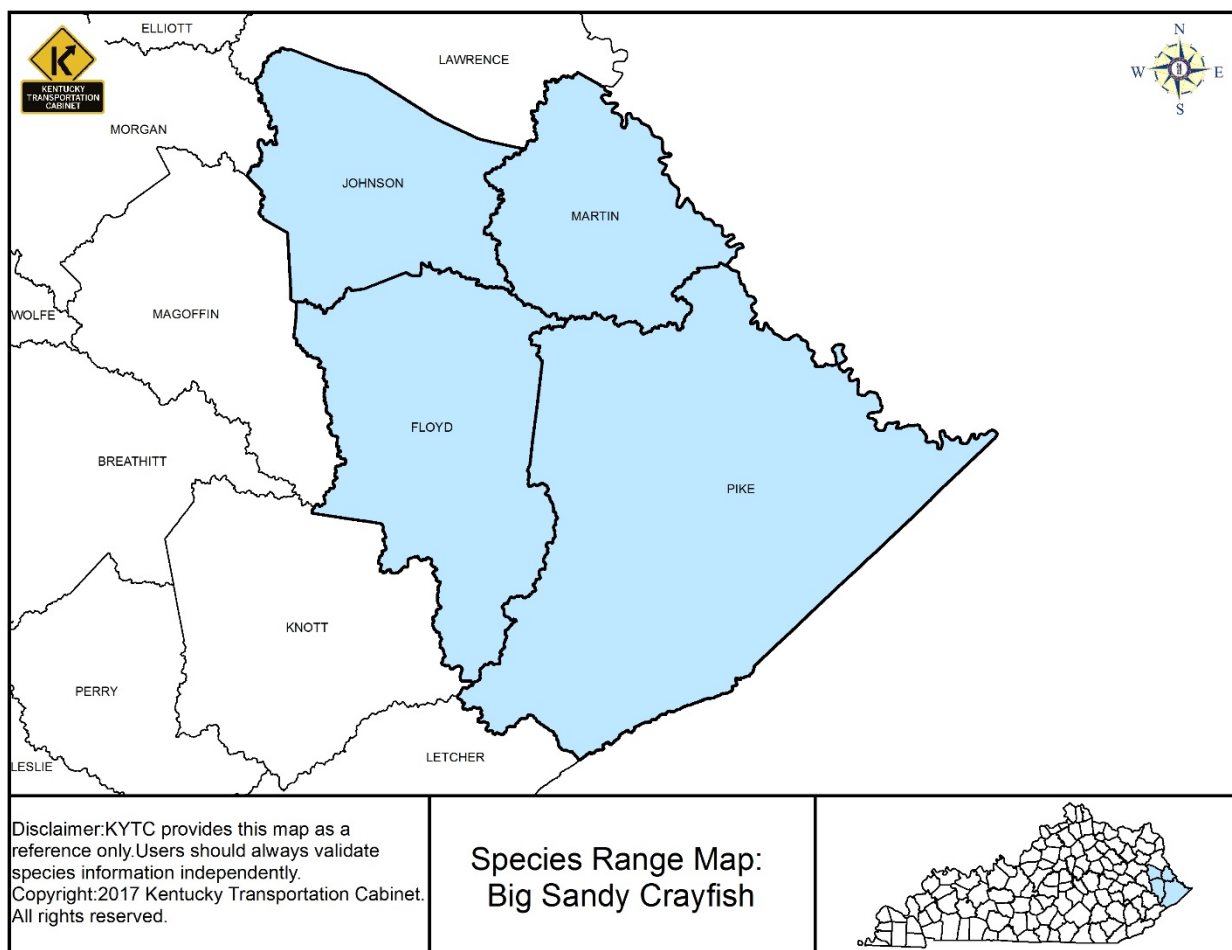 ELLIOTT
LAWRENCE
N
W
E
S
KENTUCKY
TRANSPORTATION
CABINET
MORGAN
JOHNSON
MARTIN
WOLFE
MAGOFFIN
FLOYD
BREATHITT
PIKE
KNOTT
PERRY
LETCHER
LESLIE
Disclaimer:KYTC provides this map as a
reference only.Users should always validate
species information independently.
Copyright:2017 Kentucky Transportation Cabinet.
All rights reserved.
Species Range Map:
Big Sandy Crayfish